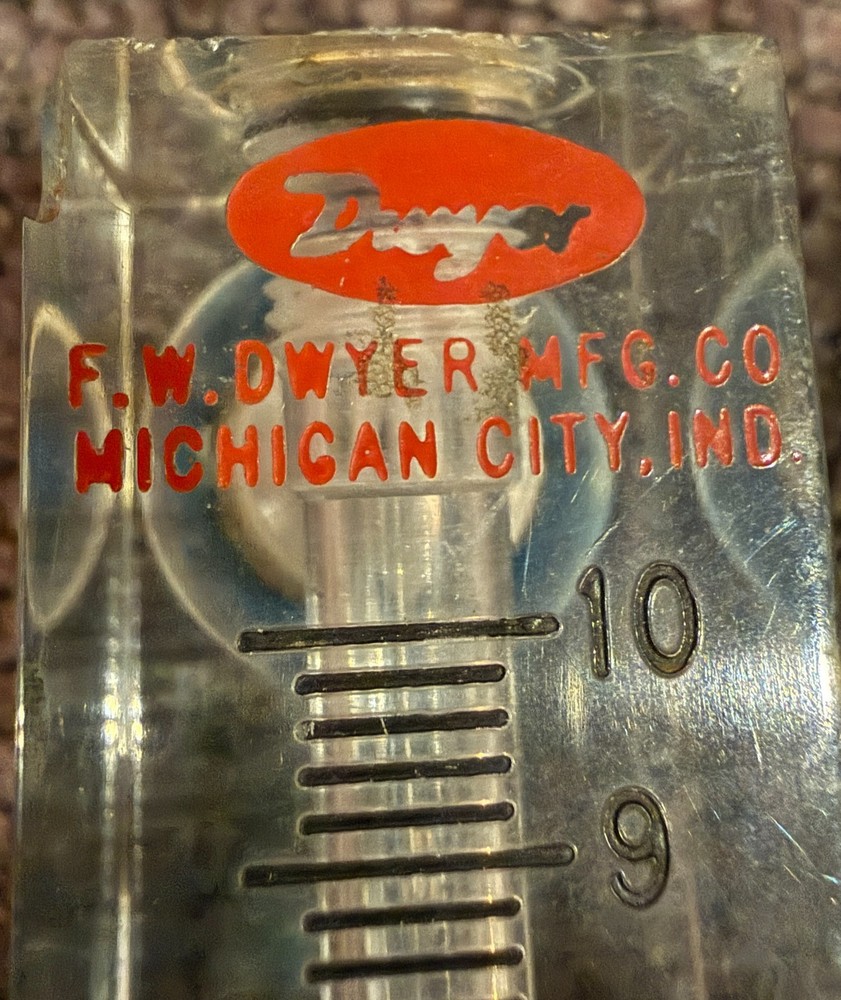 Dwyer
F.W.DWYER MFG.CO
MICHIGAN CITY, IND.
10
9